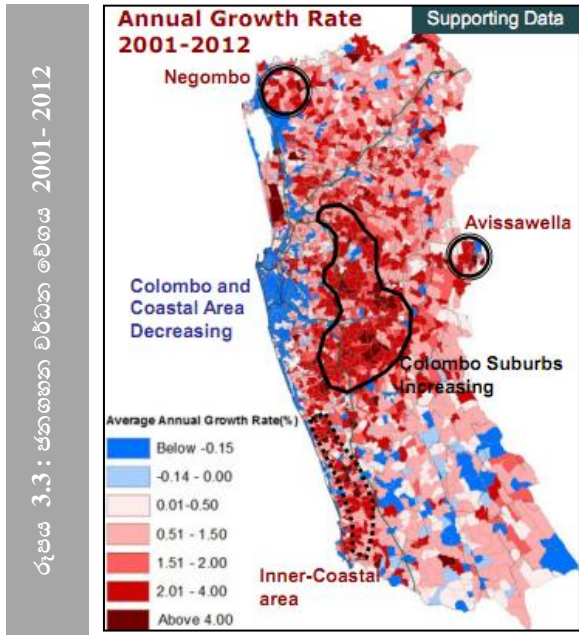 රූපය 3.3 : ජනගහන වර්ධන වේගය 2001- 2012
Annual Growth Rate
2001-2012
Supporting Data
Negombo
Avissawella
Colombo and
Coastal Area
Decreasing
Colombo Suburbs
Increasing
Average Annual Growth Rate(%)
Below -0.15
-0.14 - 0.00
0.01-0.50
0.51 - 1.50
1.51 - 2.00
2.01 - 4.00
Above 4.00
Inner-Coastal
area